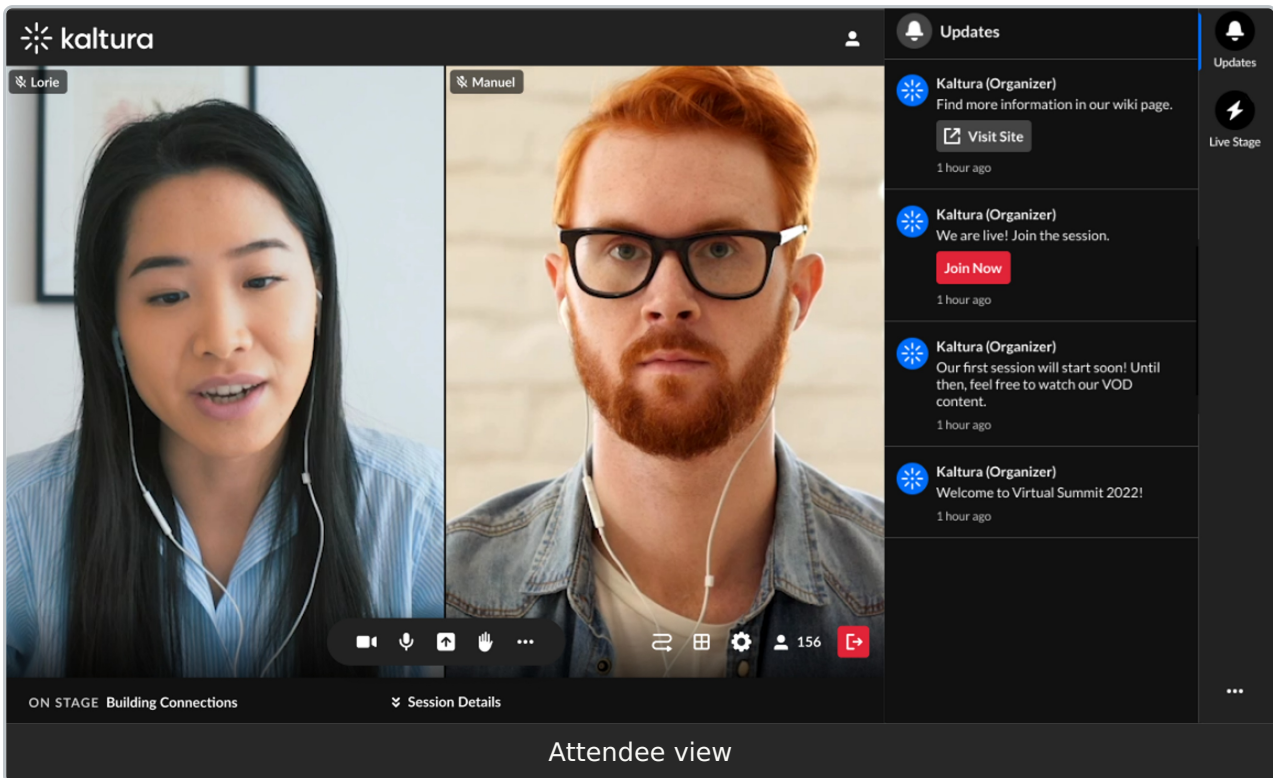 kaltura
Lorie
Manuel
156
ON STAGE Building Connections
Session Details
Updates
Kaltura (Organizer)
Find more information in our wiki page.
Visit Site
1 hour ago
Kaltura (Organizer)
We are live! Join the session.
Join Now
1 hour ago
Kaltura (Organizer)
Our first session will start soon! Until
then, feel free to watch our VOD
content.
1 hour ago
Kaltura (Organizer)
Welcome to Virtual Summit 2022!
1 hour ago
Updates
Live Stage
Attendee view